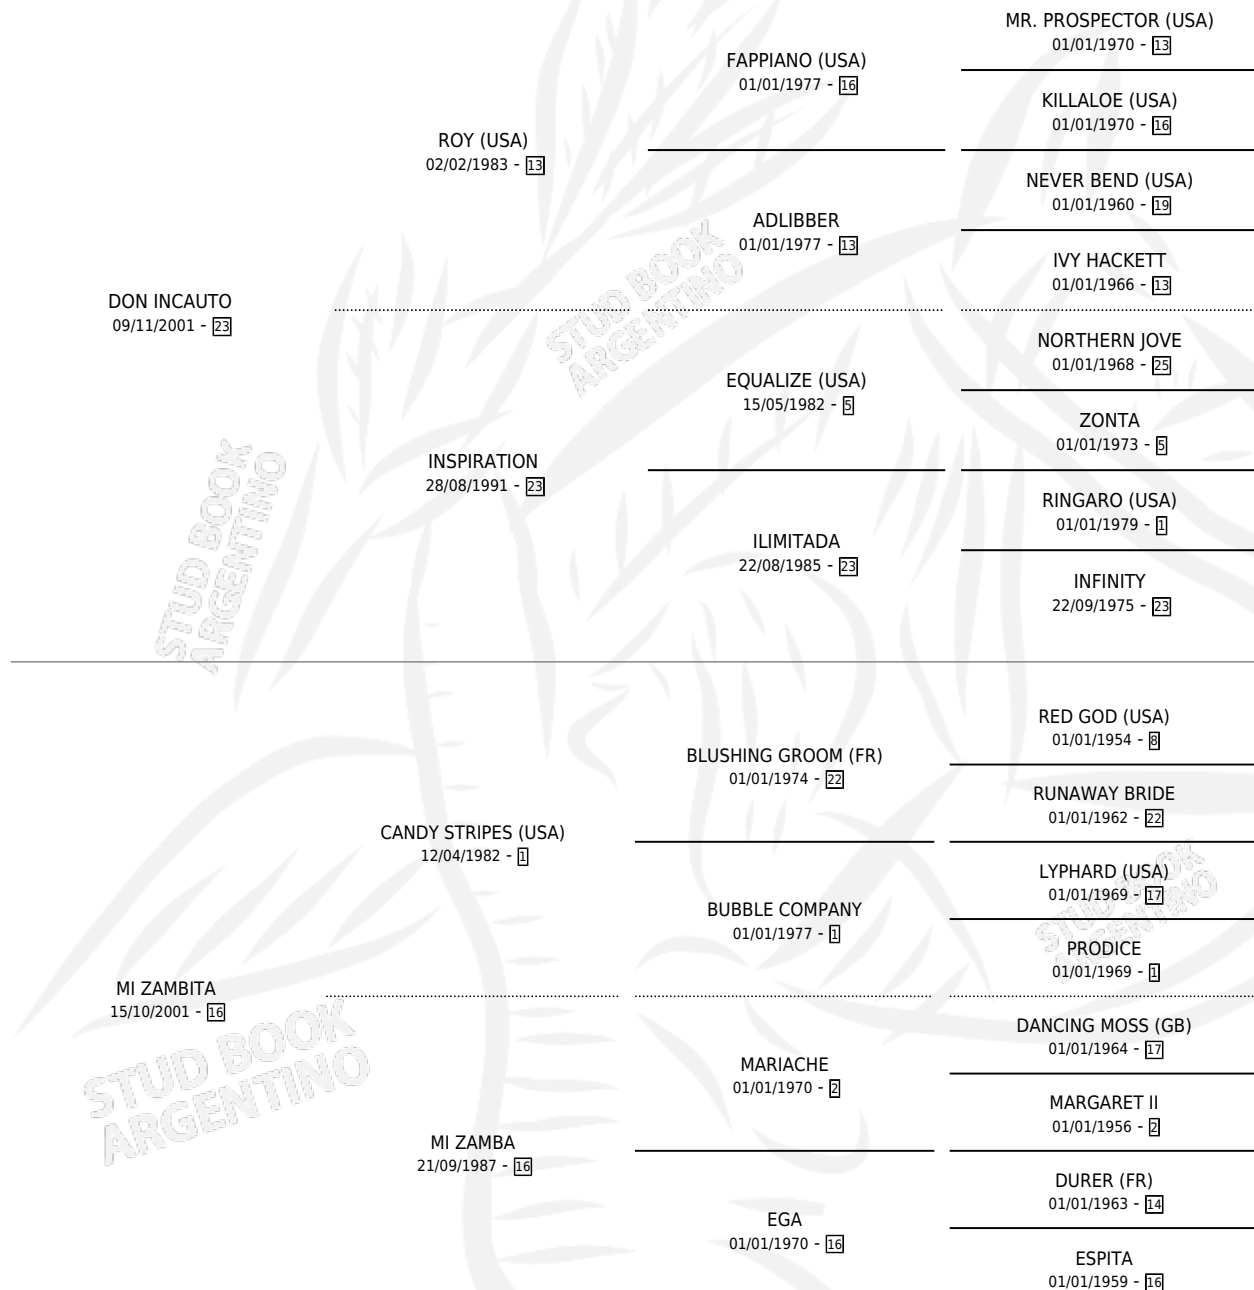 MR. PROSPECTOR (USA)
01/01/1970 - 13
FAPPIANO (USA)
01/01/1977 - 16
KILLALOE (USA)
01/01/1970 - 16
ROY (USA)
02/02/1983 - 13
NEVER BEND (USA)
01/01/1960 - 19
ADLIBBER
01/01/1977 - 13
IVY HACKETT
01/01/1966 - 13
DON INCAUTO
09/11/2001 - 23
NORTHERN JOVE
01/01/1968 - 25
EQUALIZE (USA)
15/05/1982 - 5
ZONTA
01/01/1973 - 5
INSPIRATION
28/08/1991 - 23
RINGARO (USA)
01/01/1979 - 1
ILIMITADA
22/08/1985 - 23
INFINITY
22/09/1975 - 23
STUD BOOK
ARGENTINO
STUD BOOK
ARGENTINO
RED GOD (USA)
01/01/1954 - 8
BLUSHING GROOM (FR)
01/01/1974 - 22
RUNAWAY BRIDE
01/01/1962 - 22
CANDY STRIPES (USA)
12/04/1982 - 1
LYPHARD (USA)
01/01/1969 - 17
BUBBLE COMPANY
01/01/1977 - 1
PRODICE
01/01/1969 - 1
MI ZAMBITA
15/10/2001 - 16
DANCING MOSS (GB)
01/01/1964 - 17
MARIACHE
01/01/1970 - 2
MARGARET II
01/01/1956 - 2
MI ZAMBA
21/09/1987 - 16
DURER (FR)
01/01/1963 - 14
EGA
01/01/1970 - 16
ESPITA
01/01/1959 - 16
STUD BOOK
ARGENTINO
STUD BOOK
ARGENTINO